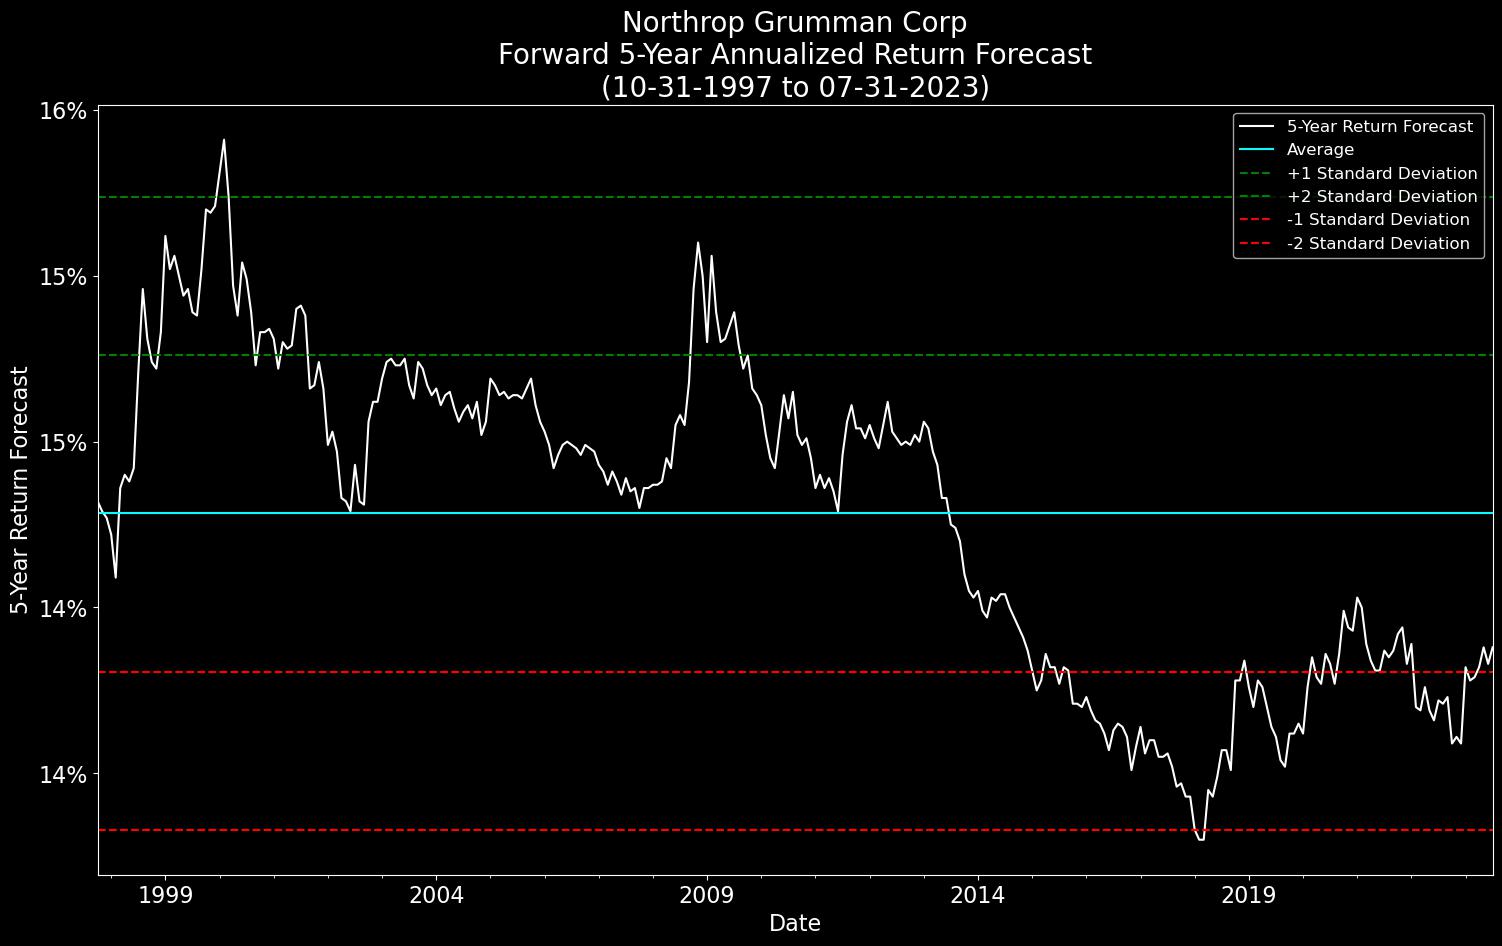 Northrop Grumman Corp
Forward 5-Year Annualized Return Forecast
(10-31-1997 to 07-31-2023)
16%
15%
15%
14%
14%
5-Year Return Forecast
5-Year Return Forecast
Average
+1 Standard Deviation
+2 Standard Deviation
-1 Standard Deviation
-2 Standard Deviation
1999 2004 2009 2014 2019
Date